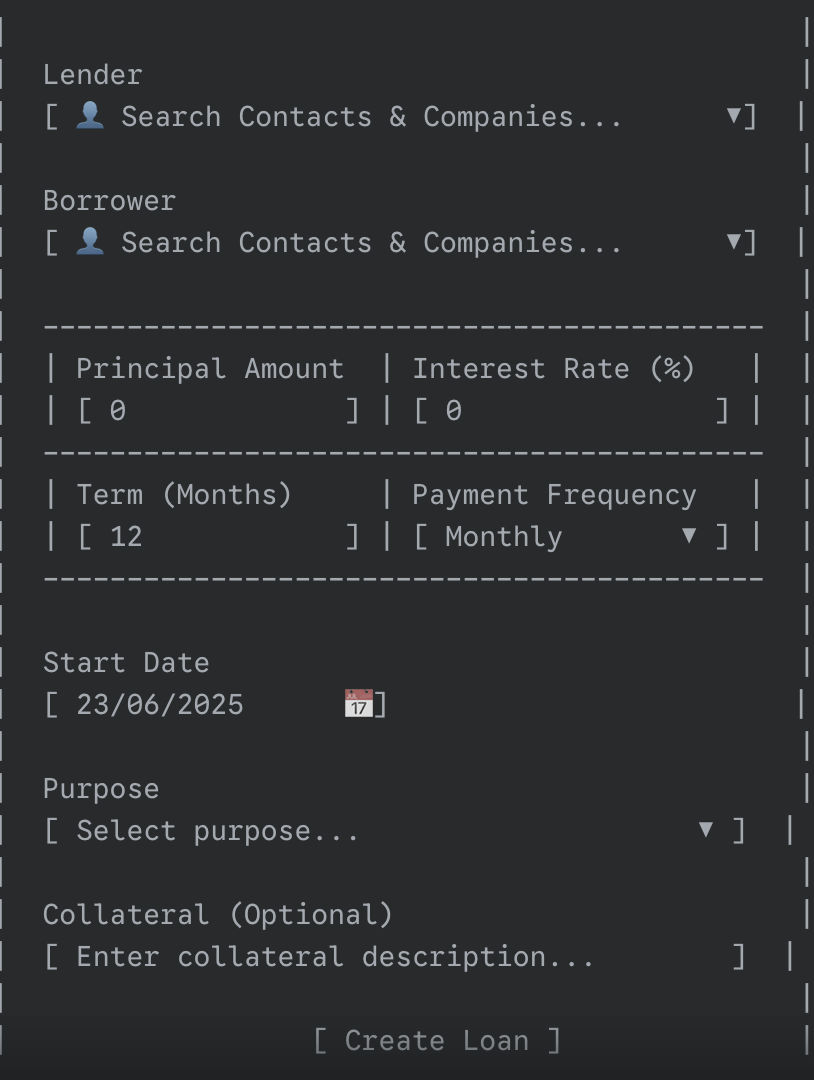 Lender
[ 👤 Search Contacts & Companies... ▼]
Borrower
[ 👤 Search Contacts & Companies... ▼]
-------------------------------------------
| Principal Amount | Interest Rate (%) |
| [ 0 ] | [ 0 ] |
-------------------------------------------
| Term (Months) | Payment Frequency |
| [ 12 ] | [ Monthly ▼ ] |
-------------------------------------------
Start Date
[ 23/06/2025 📅]
Purpose
[ Select purpose... ▼ ]
Collateral (Optional)
[ Enter collateral description... ]
[ Create Loan ]